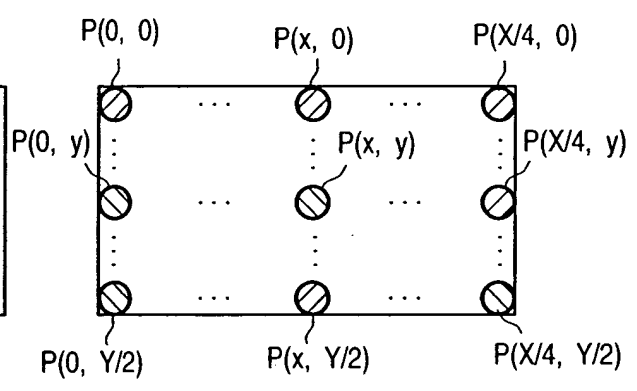 P(0, 0) P(x, 0) P(X/4, 0)
P(0, y) P(x, y) P(X/4, y)
P(0, Y/2) P(x, Y/2) P(X/4, Y/2)